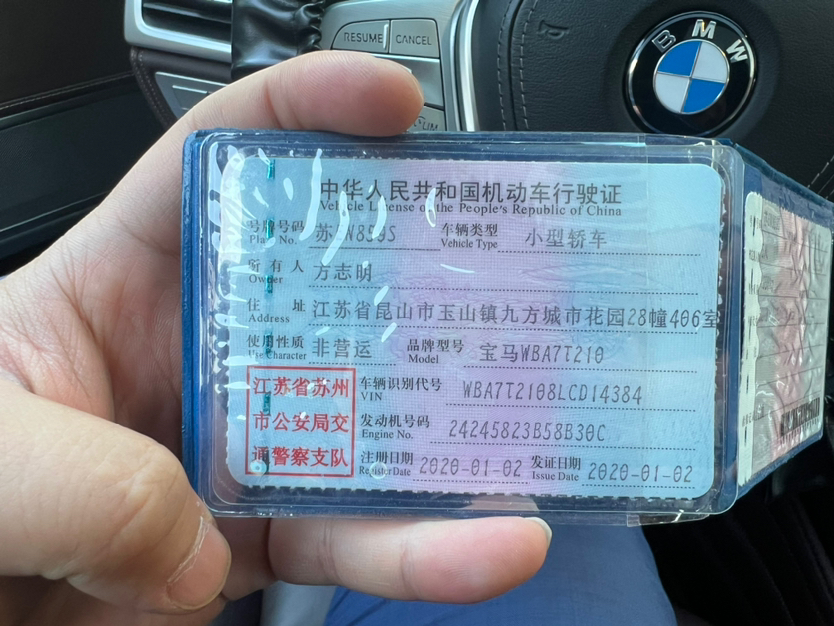 RESUME CANCEL
BMW
中华人民共和国机动车行驶证
Vehicle License of the People's Republic of China
号牌号码 苏 车辆类型 小型轿车
Plate No. Vehicle Type
所有人 方志明
Owner
住址 江苏省昆山市玉山镇九方城市花园28幢406室
Address
使用性质 非营运 品牌型号 宝马WBA7T210
Use Character Model
江苏省苏州
市公安局交
通警察支队
车辆识别代号 WBA7T2108LCD14384
VIN
发动机号码 24245823B58B30C
Engine No.
注册日期 2020-01-02 发证日期 2020-01-02
Register Date Issue Date